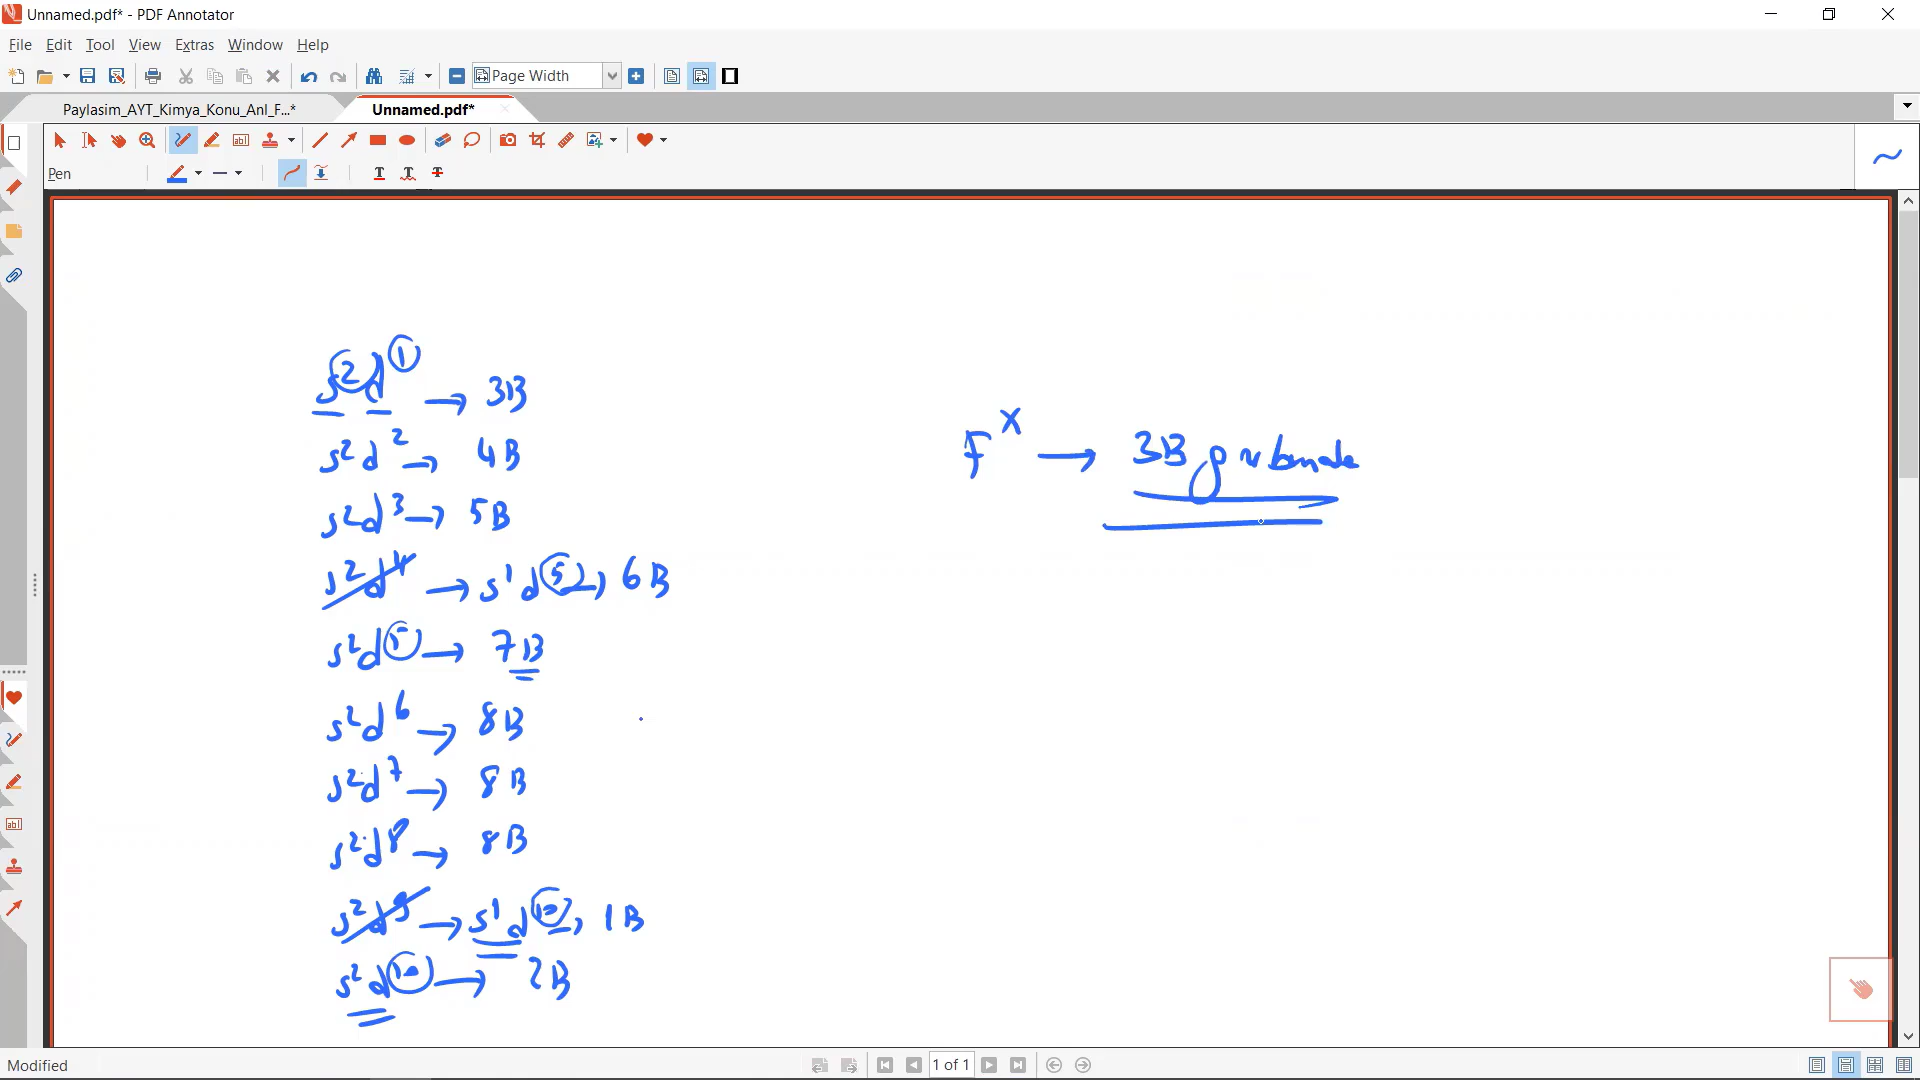 Unnamed.pdf* - PDF Annotator
File Edit Tool View Extras Window Help
Page Width
Paylasim_AYT_Kimya_Konu_Anl_F...*
Unnamed.pdf*
Pen
s²d¹ → 3B
s²d² → 4B
s²d³ → 5B
s²d⁴ → s¹d⁵ → 6B
s²d⁵ → 7B
s²d⁶ → 8B
s²d⁷ → 8B
s²d⁸ → 8B
s²d⁹ → s¹d¹⁰ → 1B
s²d¹⁰ → 2B
Fˣ → 3B grubunda
Modified
1 of 1